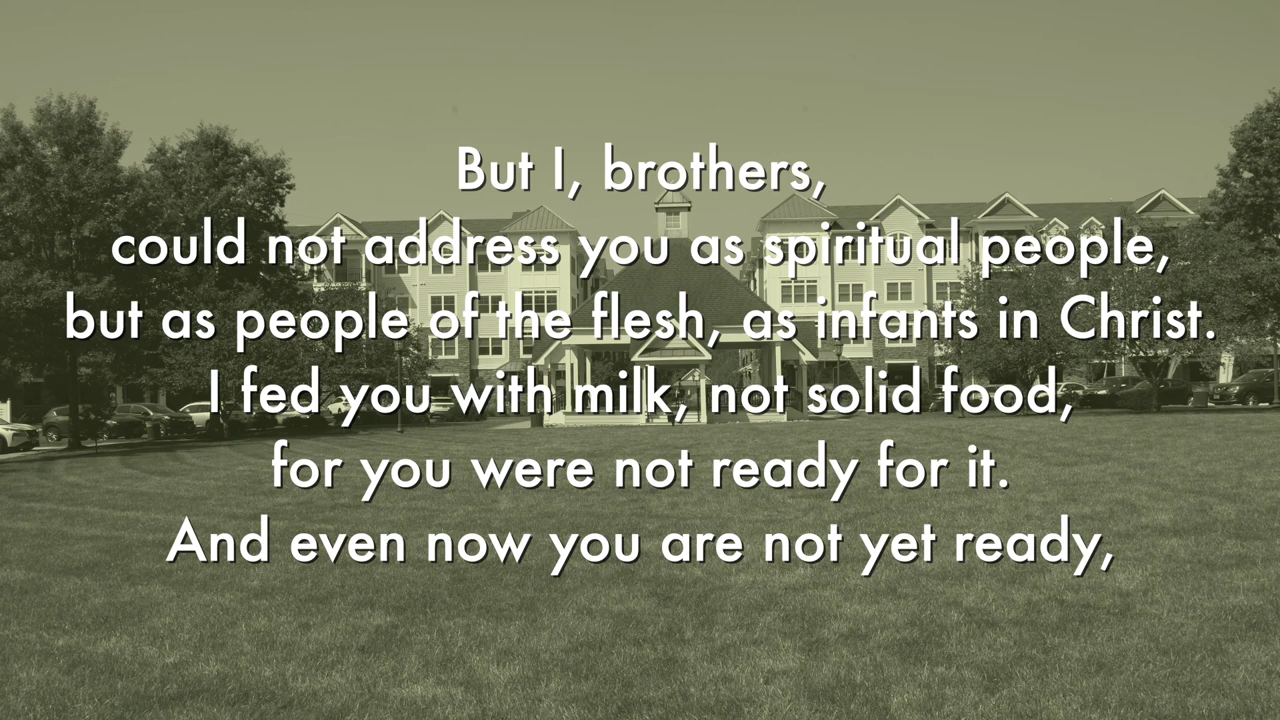 But I, brothers,
could not address you as spiritual people,
but as people of the flesh, as infants in Christ.
I fed you with milk, not solid food,
for you were not ready for it.
And even now you are not yet ready,